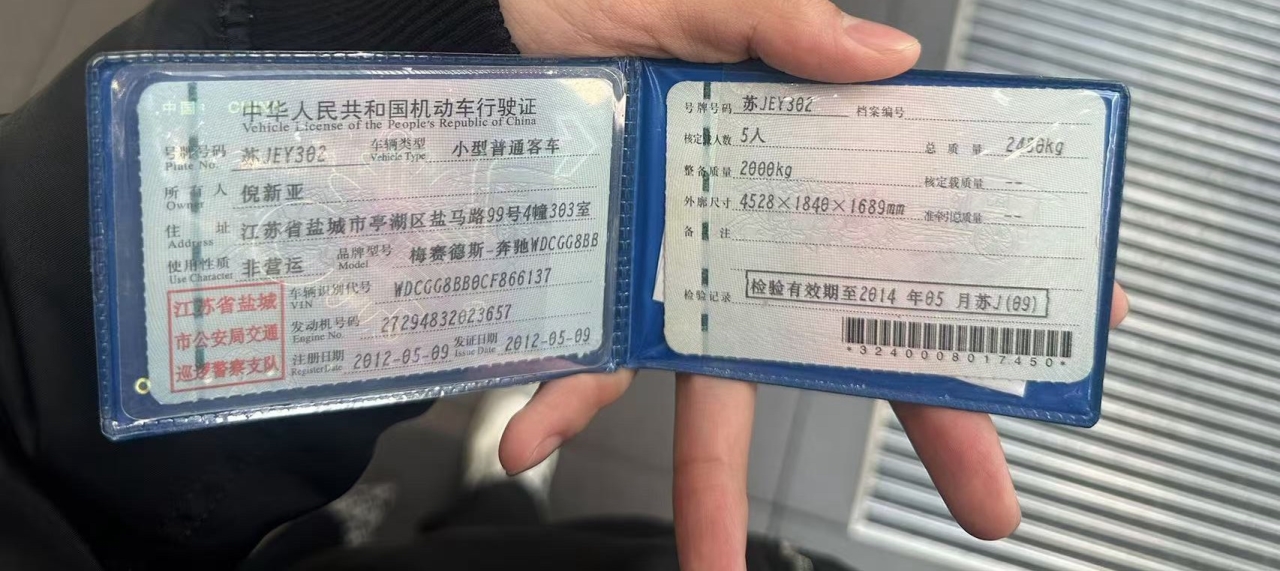 中国 CHINA
中华人民共和国机动车行驶证
Vehicle License of the People's Republic of China
号牌号码 苏JEY302 车辆类型 小型普通客车
Plate No. Vehicle Type
所有人 倪新亚
Owner
住址 江苏省盐城市亭湖区盐马路99号4幢303室
Address
使用性质 非营运 品牌型号 梅赛德斯-奔驰WDCGG8BB
Use Character Model
江苏省盐城
市公安局交通
巡逻警察支队
车辆识别代号 WDCGG8BB0CF866137
VIN
发动机号码 27294832023657
Engine No.
注册日期 2012-05-09 发证日期 2012-05-09
Register Date Issue Date
号牌号码 苏JEY302 档案编号
核定载人数 5人 总质量 2480kg
整备质量 2000kg 核定载质量 --
外廓尺寸 4528×1840×1689mm 准牵引总质量 --
备注
检验记录 检验有效期至2014 年05 月苏J(09)
*3240008017450*